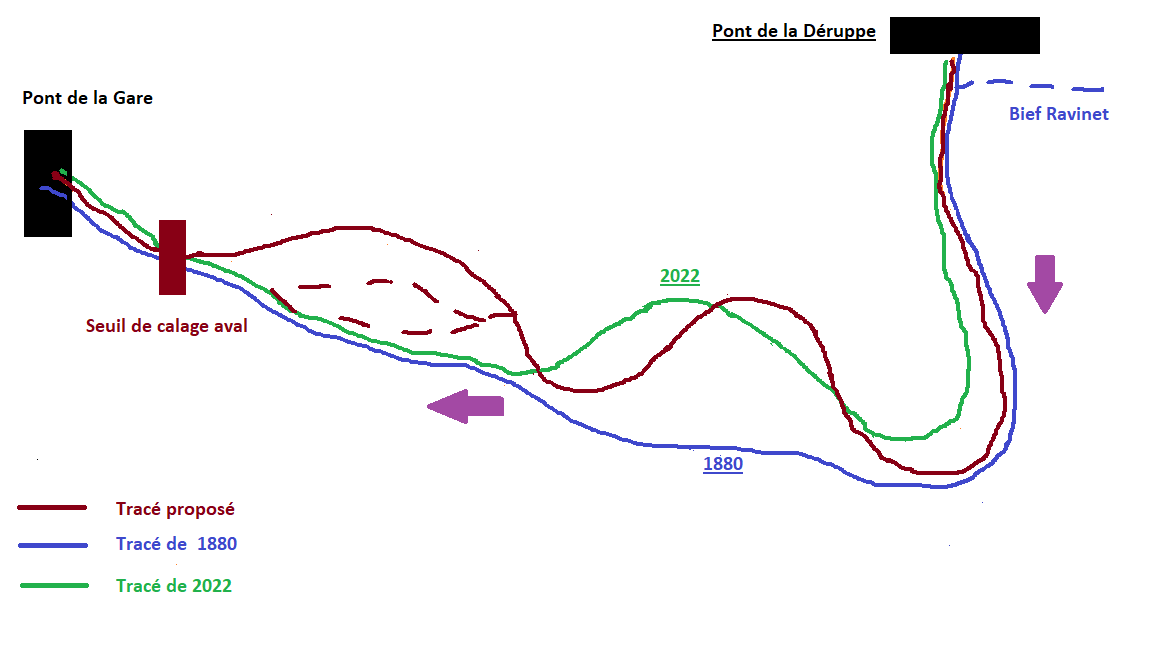 Pont de la Déruppe
Pont de la Gare
Bief Ravinet
2022
Seuil de calage aval
1880
Tracé proposé
Tracé de 1880
Tracé de 2022